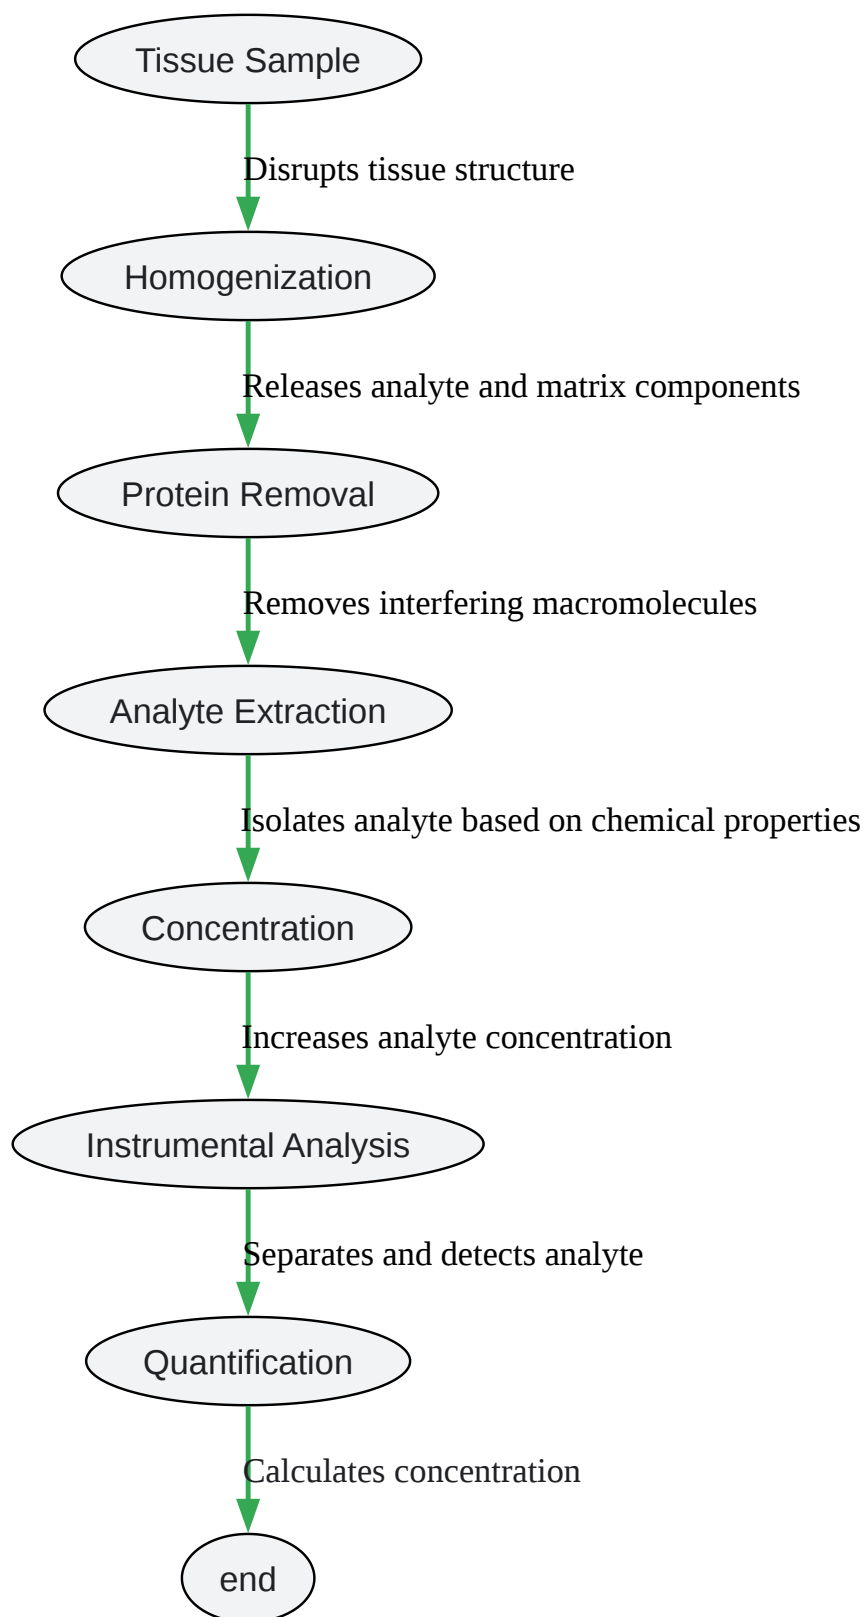 Tissue Sample
Disrupts tissue structure
Homogenization
Releases analyte and matrix components
Protein Removal
Removes interfering macromolecules
Analyte Extraction
Isolates analyte based on chemical properties
Concentration
Increases analyte concentration
Instrumental Analysis
Separates and detects analyte
Quantification
Calculates concentration
end